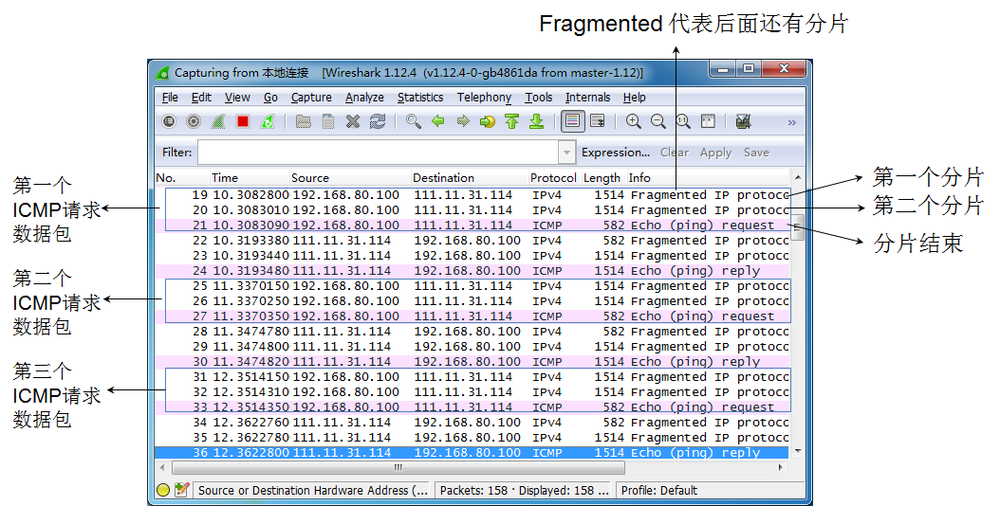 Fragmented 代表后面还有分片
Capturing from 本地连接 [Wireshark 1.12.4 (v1.12.4-0-gb4861da from master-1.12)]
File Edit View Go Capture Analyze Statistics Telephony Tools Internals Help
Filter: Expression... Clear Apply Save
No. Time Source Destination Protocol Length Info
19 10.3082800 192.168.80.100 111.11.31.114 IPv4 1514 Fragmented IP protoco
20 10.3083010 192.168.80.100 111.11.31.114 IPv4 1514 Fragmented IP protoco
21 10.3083090 192.168.80.100 111.11.31.114 ICMP 582 Echo (ping) request
22 10.3193380 111.11.31.114 192.168.80.100 IPv4 582 Fragmented IP protoco
23 10.3193440 111.11.31.114 192.168.80.100 IPv4 1514 Fragmented IP protoco
24 10.3193480 111.11.31.114 192.168.80.100 ICMP 1514 Echo (ping) reply
25 11.3370150 192.168.80.100 111.11.31.114 IPv4 1514 Fragmented IP protoco
26 11.3370250 192.168.80.100 111.11.31.114 IPv4 1514 Fragmented IP protoco
27 11.3370350 192.168.80.100 111.11.31.114 ICMP 582 Echo (ping) request
28 11.3474780 111.11.31.114 192.168.80.100 IPv4 582 Fragmented IP protoco
29 11.3474800 111.11.31.114 192.168.80.100 IPv4 1514 Fragmented IP protoco
30 11.3474820 111.11.31.114 192.168.80.100 ICMP 1514 Echo (ping) reply
31 12.3514150 192.168.80.100 111.11.31.114 IPv4 1514 Fragmented IP protoco
32 12.3514310 192.168.80.100 111.11.31.114 IPv4 1514 Fragmented IP protoco
33 12.3514350 192.168.80.100 111.11.31.114 ICMP 582 Echo (ping) request
34 12.3622760 111.11.31.114 192.168.80.100 IPv4 582 Fragmented IP protoco
35 12.3622780 111.11.31.114 192.168.80.100 IPv4 1514 Fragmented IP protoco
36 12.3622800 111.11.31.114 192.168.80.100 ICMP 1514 Echo (ping) reply
Source or Destination Hardware Address (... Packets: 158 · Displayed: 158 ... Profile: Default
第一个
ICMP请求
数据包
第二个
ICMP请求
数据包
第三个
ICMP请求
数据包
第一个分片
第二个分片
分片结束